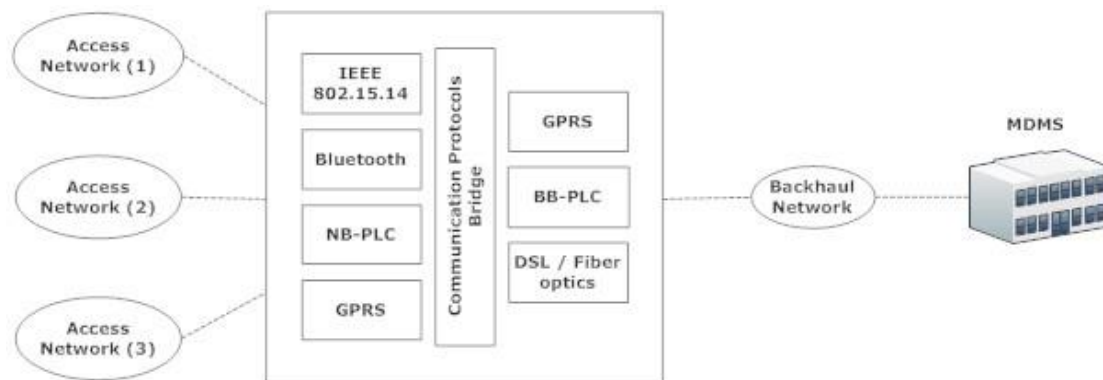 Access
Network (1)
Access
Network (2)
Access
Network (3)
IEEE
802.15.14
Bluetooth
NB-PLC
GPRS
Communication Protocols
Bridge
GPRS
BB-PLC
DSL / Fiber
optics
Backhaul
Network
MDMS